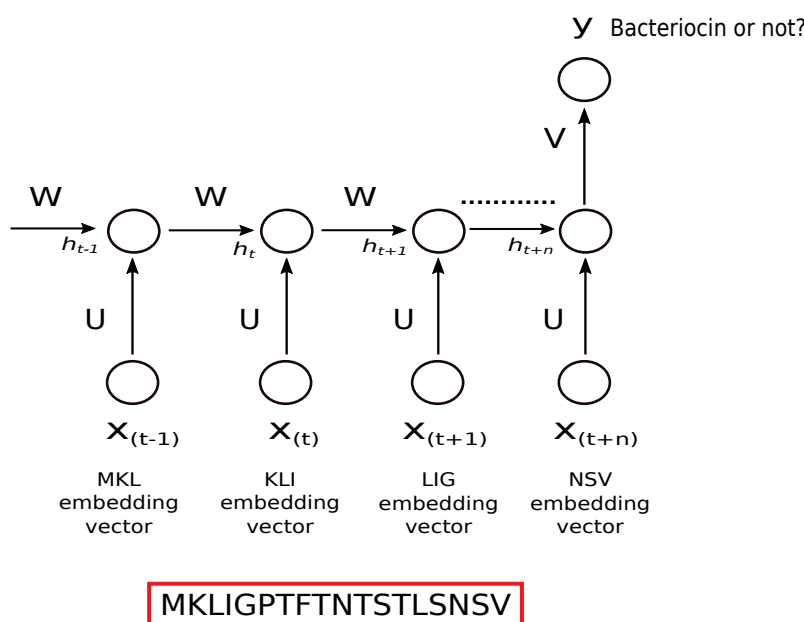 y Bacteriocin or not?
V
W W W ............
h_{t-1} h_t h_{t+1} h_{t+n}
U U U U
X_{(t-1)} X_{(t)} X_{(t+1)} X_{(t+n)}
MKL KLI LIG NSV
embedding embedding embedding embedding
vector vector vector vector
MKLIGPTFTNTSTLSNSV